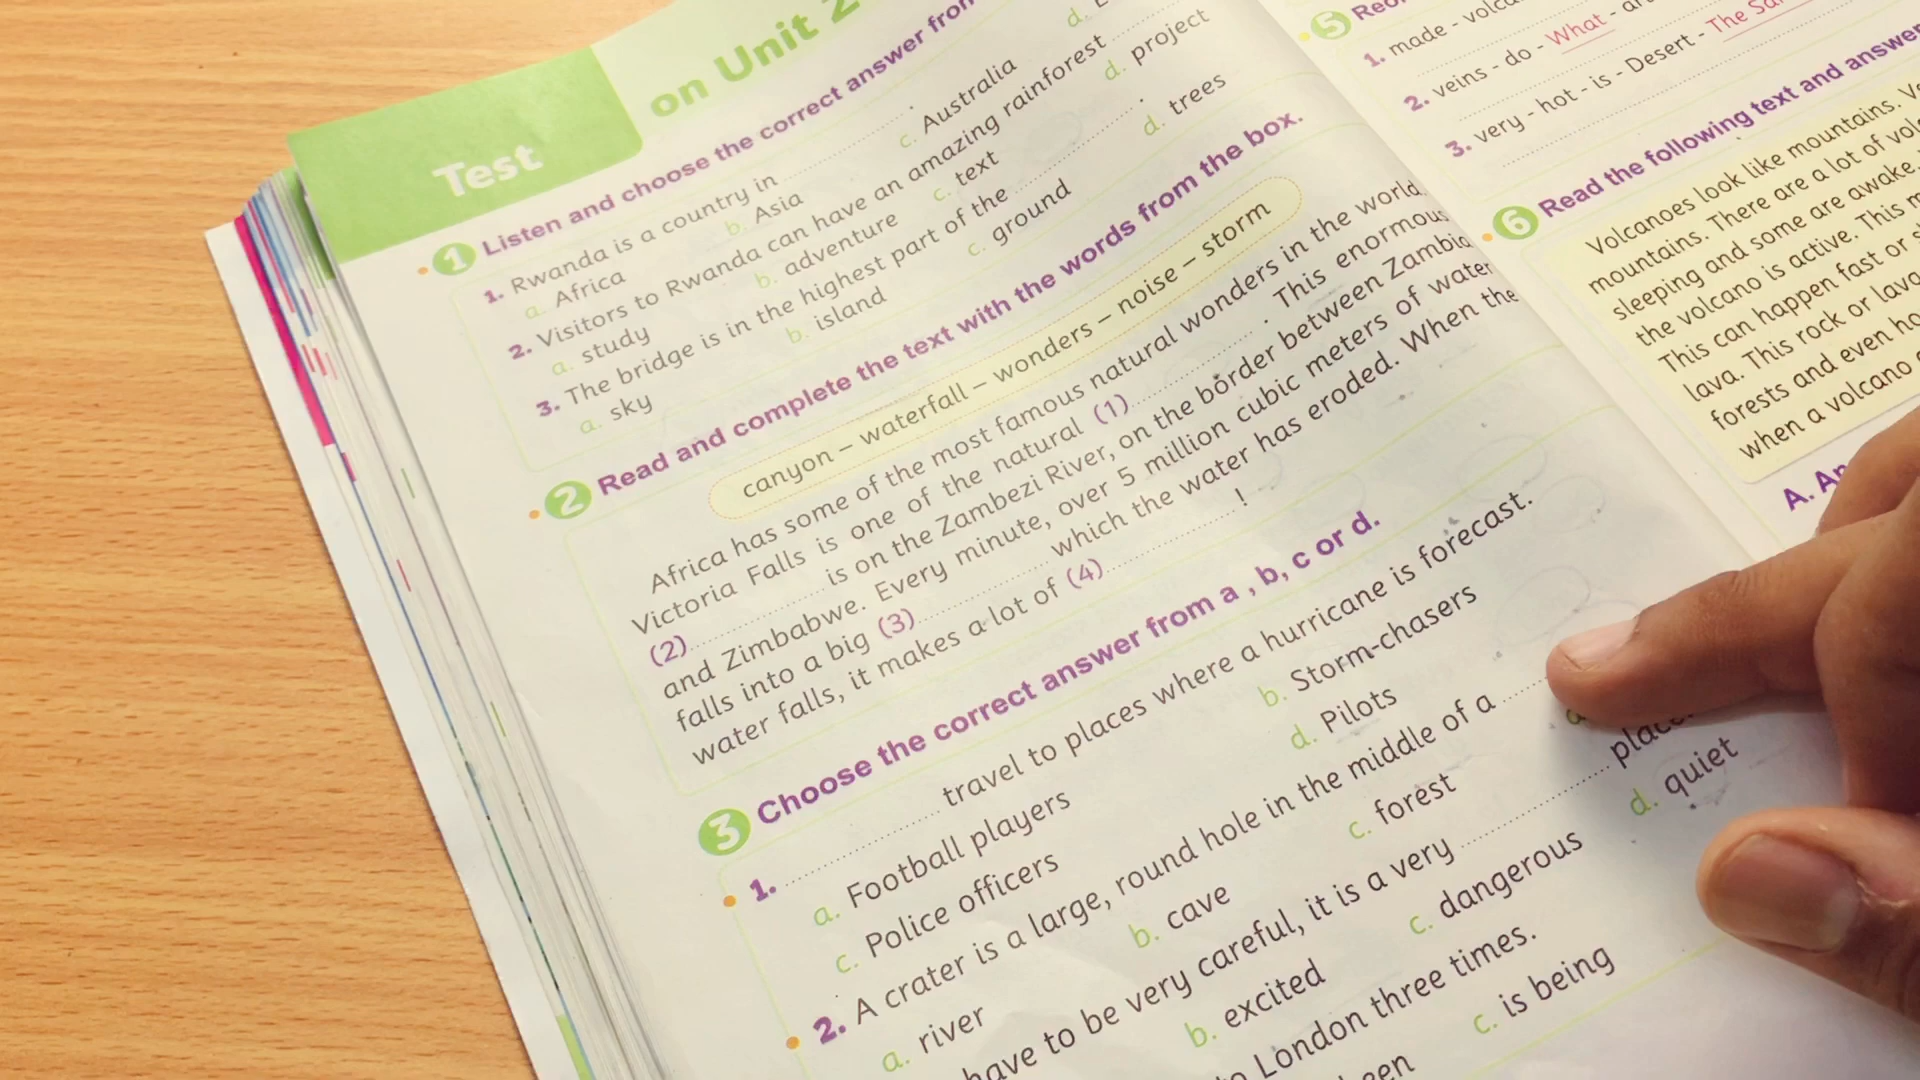 Test
on Unit 2
1 Listen and choose the correct answer from
1. Rwanda is a country in .
a. Africa b. Asia c. Australia d.
2. Visitors to Rwanda can have an amazing rainforest
a. study b. adventure c. text d. project
3. The bridge is in the highest part of the .
a. sky b. island c. ground d. trees
2 Read and complete the text with the words from the box.
canyon – waterfall – wonders – noise – storm
Africa has some of the most famous natural wonders in the world.
Victoria Falls is one of the natural (1) . This enormous
(2) is on the Zambezi River, on the border between Zambia
and Zimbabwe. Every minute, over 5 million cubic meters of water
falls into a big (3) which the water has eroded. When the
water falls, it makes a lot of (4) !
3 Choose the correct answer from a , b, c or d.
1. travel to places where a hurricane is forecast.
a. Football players b. Storm-chasers
c. Police officers d. Pilots
2. A crater is a large, round hole in the middle of a
a. river b. cave c. forest
have to be very careful, it is a very place.
b. excited c. dangerous d. quiet
London three times.
c. is being
5
1. made -
2. veins - do - What -
3. very - hot - is - Desert - The
6 Read the following text and answer
Volcanoes look like mountains.
mountains. There are a lot of
sleeping and some are awake.
the volcano is active. This
This can happen fast or
lava. This rock or lava
forests and even
when a volcano
A.